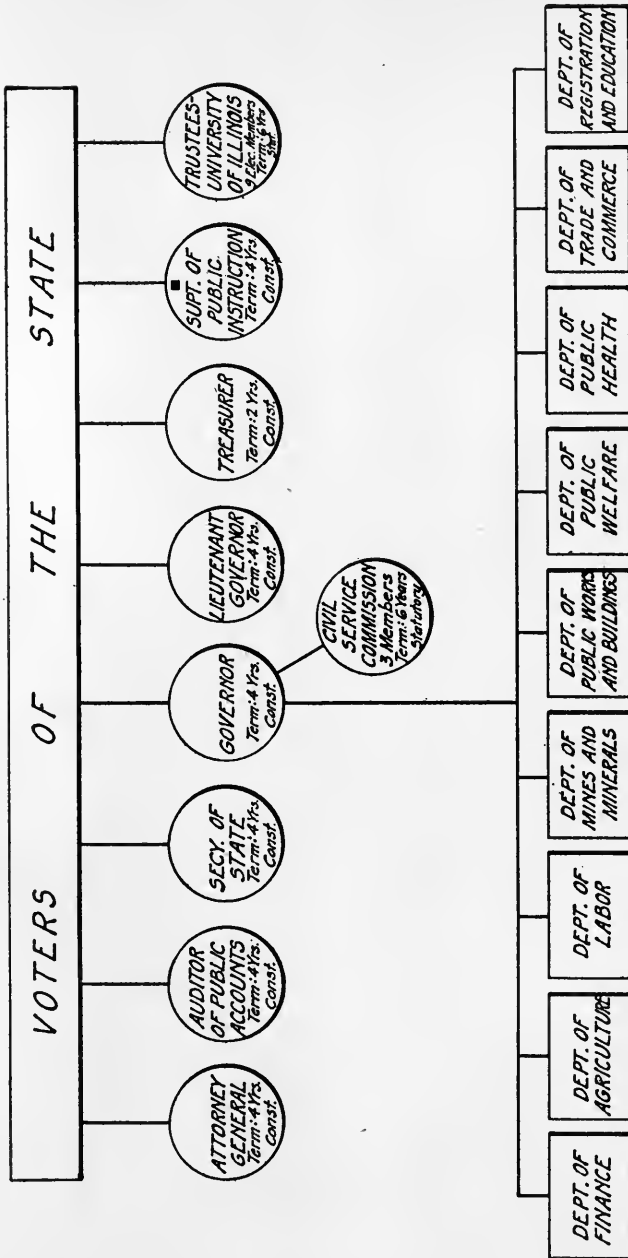 VOTERS OF THE STATE
ATTORNEY
GENERAL
Term: 4 Yrs.
Const.
AUDITOR
OF PUBLIC
ACCOUNTS
Term: 4 Yrs.
Const.
SECY. OF
STATE
Term: 4 Yrs.
Const.
GOVERNOR
Term: 4 Yrs.
Const.
LIEUTENANT
GOVERNOR
Term: 4 Yrs.
Const.
TREASURER
Term: 2 Yrs.
Const.
SUPT. OF
PUBLIC
INSTRUCTION
Term: 4 Yrs.
Const.
TRUSTEES-
UNIVERSITY
OF ILLINOIS
9 Elec. Members
Term: 6 Yrs
Stat.
CIVIL
SERVICE
COMMISSION
3 Members
Term: 6 Years
Statutory
DEPT. OF
FINANCE
DEPT. OF
AGRICULTURE
DEPT. OF
LABOR
DEPT. OF
MINES AND
MINERALS
DEPT. OF
PUBLIC WORKS
AND BUILDINGS
DEPT. OF
PUBLIC
WELFARE
DEPT. OF
PUBLIC
HEALTH
DEPT. OF
TRADE AND
COMMERCE
DEPT. OF
REGISTRATION
AND EDUCATION